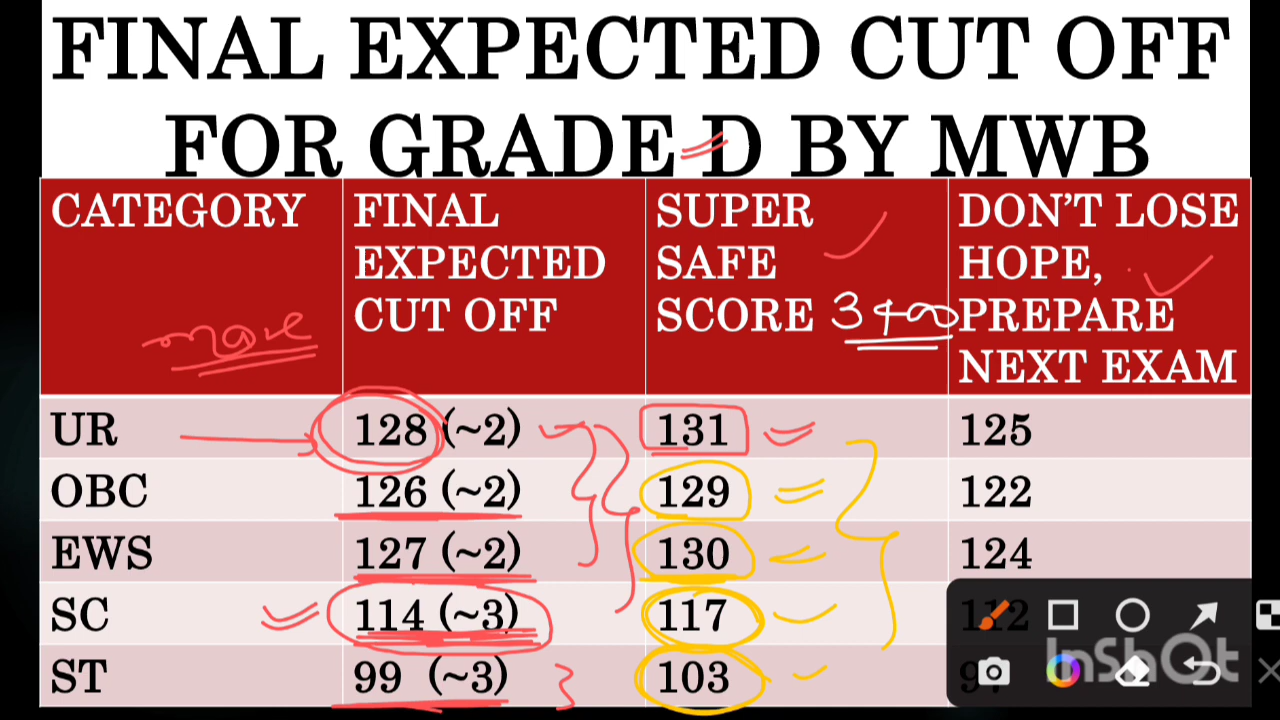 FINAL EXPECTED CUT OFF
FOR GRADE D BY MWB
CATEGORY
FINAL
EXPECTED
CUT OFF
SUPER
SAFE
SCORE 3400
DON'T LOSE
HOPE,
PREPARE
NEXT EXAM
UR 128 (~2) 131 125
OBC 126 (~2) 129 122
EWS 127 (~2) 130 124
SC 114 (~3) 117 112
ST 99 (~3) 103
InShOt